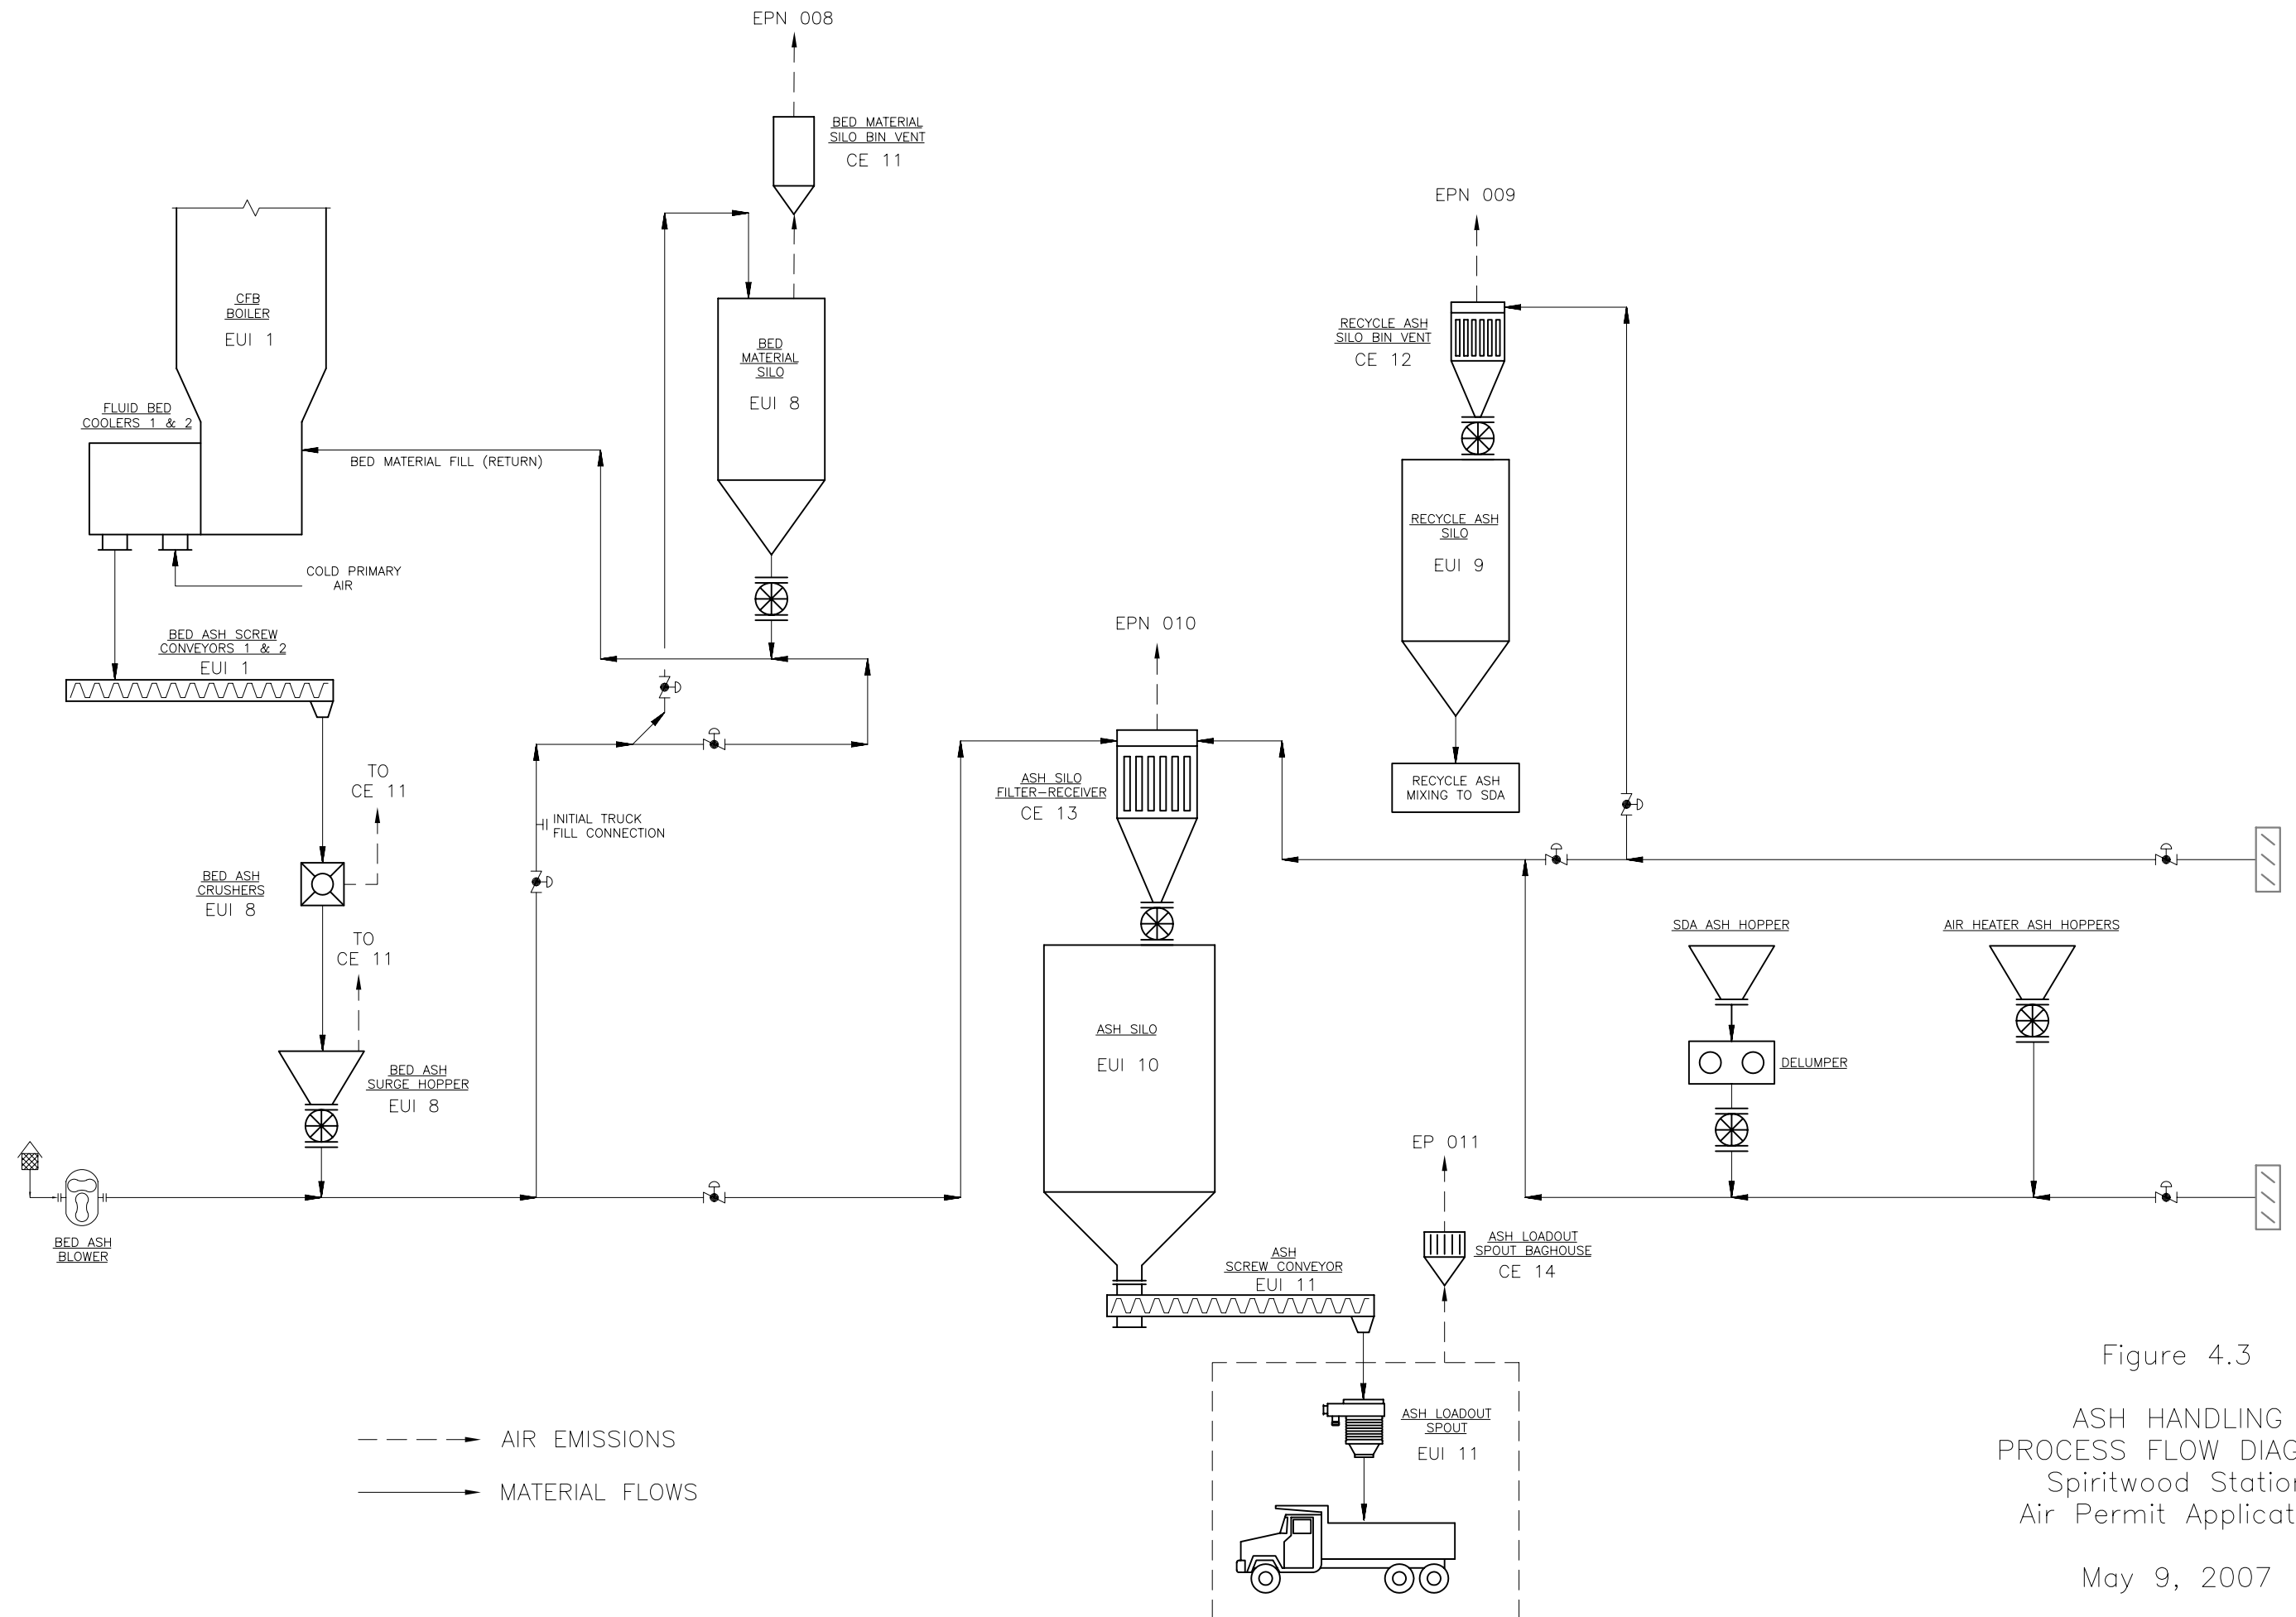 EPN 008
BED MATERIAL
SILO BIN VENT
CE 11
EPN 009
CFB
BOILER
EUI 1
BED
MATERIAL
SILO
EUI 8
RECYCLE ASH
SILO BIN VENT
CE 12
FLUID BED
COOLERS 1 & 2
BED MATERIAL FILL (RETURN)
RECYCLE ASH
SILO
EUI 9
COLD PRIMARY
AIR
BED ASH SCREW
CONVEYORS 1 & 2
EUI 1
EPN 010
TO
CE 11
ASH SILO
FILTER-RECEIVER
CE 13
RECYCLE ASH
MIXING TO SDA
INITIAL TRUCK
FILL CONNECTION
BED ASH
CRUSHERS
EUI 8
TO
CE 11
SDA ASH HOPPER
AIR HEATER ASH HOPPERS
ASH SILO
EUI 10
DELUMPER
BED ASH
SURGE HOPPER
EUI 8
EP 011
BED ASH
BLOWER
ASH
SCREW CONVEYOR
EUI 11
ASH LOADOUT
SPOUT BAGHOUSE
CE 14
ASH LOADOUT
SPOUT
EUI 11
AIR EMISSIONS
MATERIAL FLOWS
Figure 4.3
ASH HANDLING
PROCESS FLOW DIAG
Spiritwood Station
Air Permit Applicat
May 9, 2007